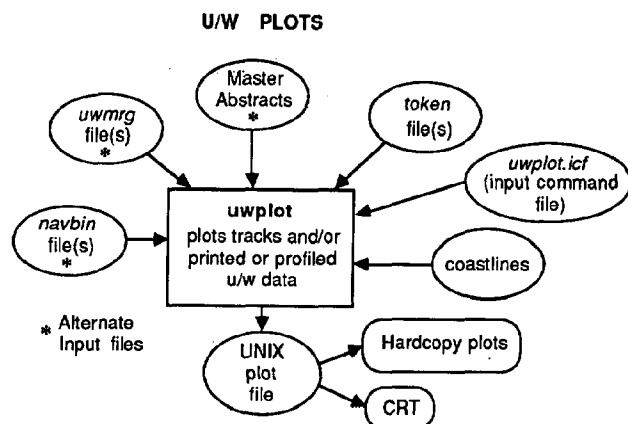 U/W PLOTS
Master
Abstracts
*
uwmrg
file(s)
*
token
file(s)
uwplot.icf
(input command
file)
navbin
file(s)
*
uwplot
plots tracks and/or
printed or profiled
u/w data
coastlines
* Alternate
Input files
UNIX
plot
file
Hardcopy plots
CRT